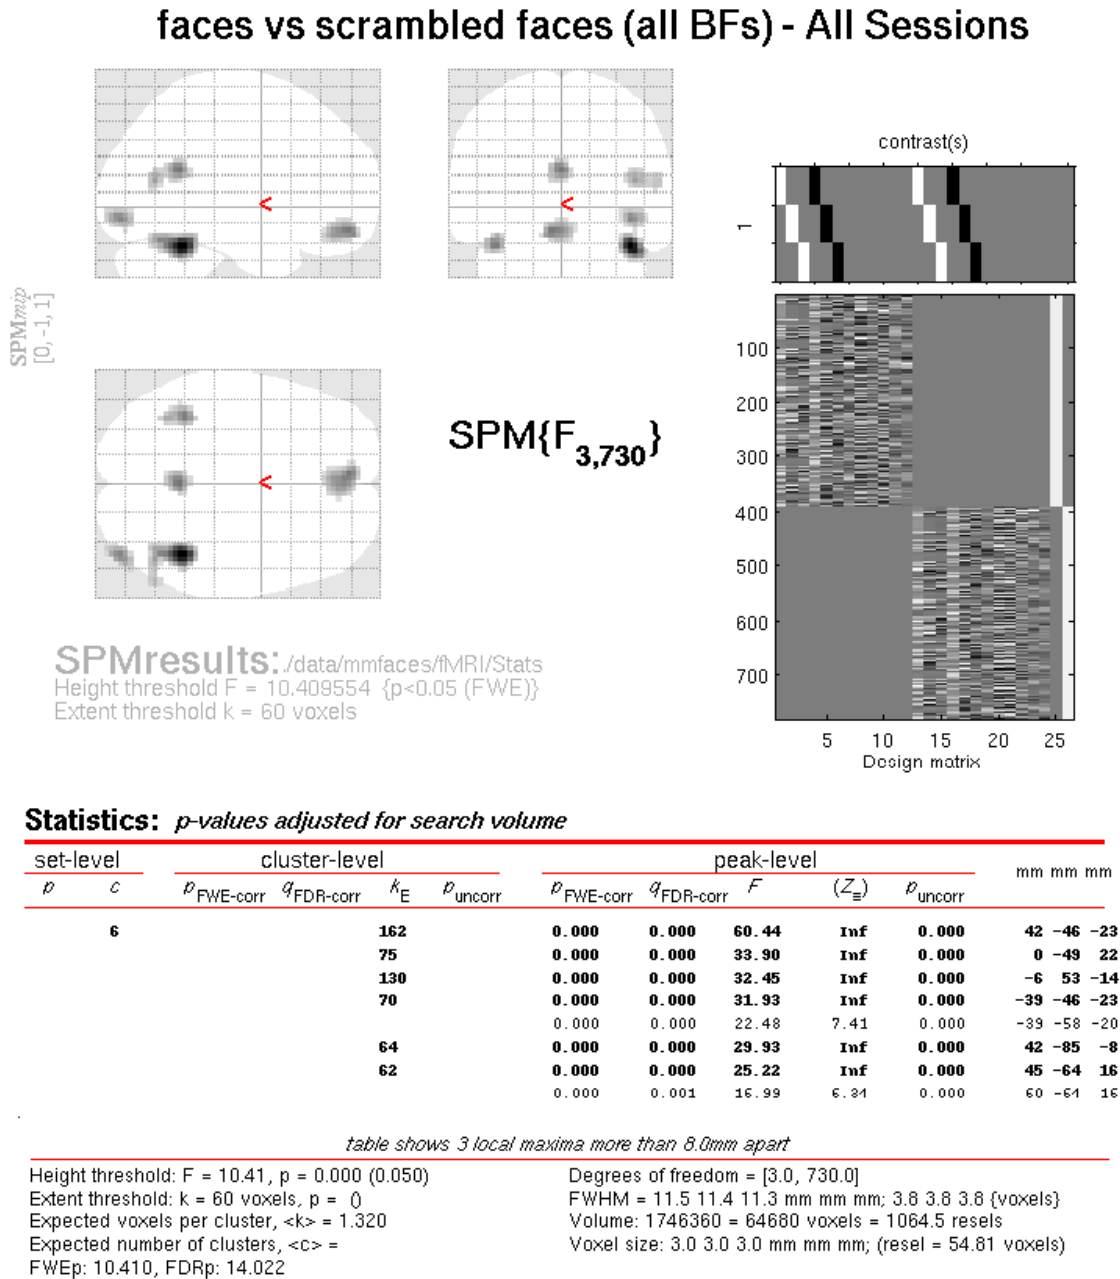 faces vs scrambled faces (all BFs) - All Sessions
SPMmip
[0, -1, 1]
SPM{F3,730}
contrast(s)
1
100
200
300
400
500
600
700
5 10 15 20 25
Design matrix
SPMresults: ./data/mmfaces/fMRI/Stats
Height threshold F = 10.409554 {p<0.05 (FWE)}
Extent threshold k = 60 voxels
Statistics: p-values adjusted for search volume
set-level cluster-level peak-level mm mm mm
p c pFWE-corr qFDR-corr kE puncorr pFWE-corr qFDR-corr F (Z≡) puncorr
6 162 0.000 0.000 60.44 Inf 0.000 42 -46 -23
75 0.000 0.000 33.90 Inf 0.000 0 -49 22
130 0.000 0.000 32.45 Inf 0.000 -6 53 -14
70 0.000 0.000 31.93 Inf 0.000 -39 -46 -23
0.000 0.000 22.48 7.41 0.000 -39 -58 -20
64 0.000 0.000 29.93 Inf 0.000 42 -85 -8
62 0.000 0.000 25.22 Inf 0.000 45 -64 16
0.000 0.001 16.99 6.34 0.000 60 -64 16
table shows 3 local maxima more than 8.0mm apart
Height threshold: F = 10.41, p = 0.000 (0.050)
Extent threshold: k = 60 voxels, p = ()
Expected voxels per cluster, <k> = 1.320
Expected number of clusters, <c> =
FWEp: 10.410, FDRp: 14.022
Degrees of freedom = [3.0, 730.0]
FWHM = 11.5 11.4 11.3 mm mm mm; 3.8 3.8 3.8 {voxels}
Volume: 1746360 = 64680 voxels = 1064.5 resels
Voxel size: 3.0 3.0 3.0 mm mm mm; (resel = 54.81 voxels)